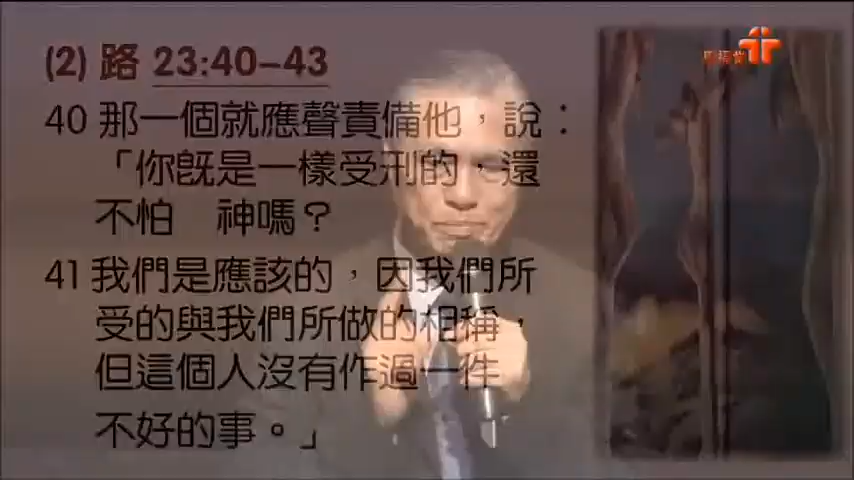 (2) 路 23:40–43
40 那一個就應聲責備他，說：
「你既是一樣受刑的，還
不怕　神嗎？
41 我們是應該的，因我們所
受的與我們所做的相稱，
但這個人沒有作過一件
不好的事。」